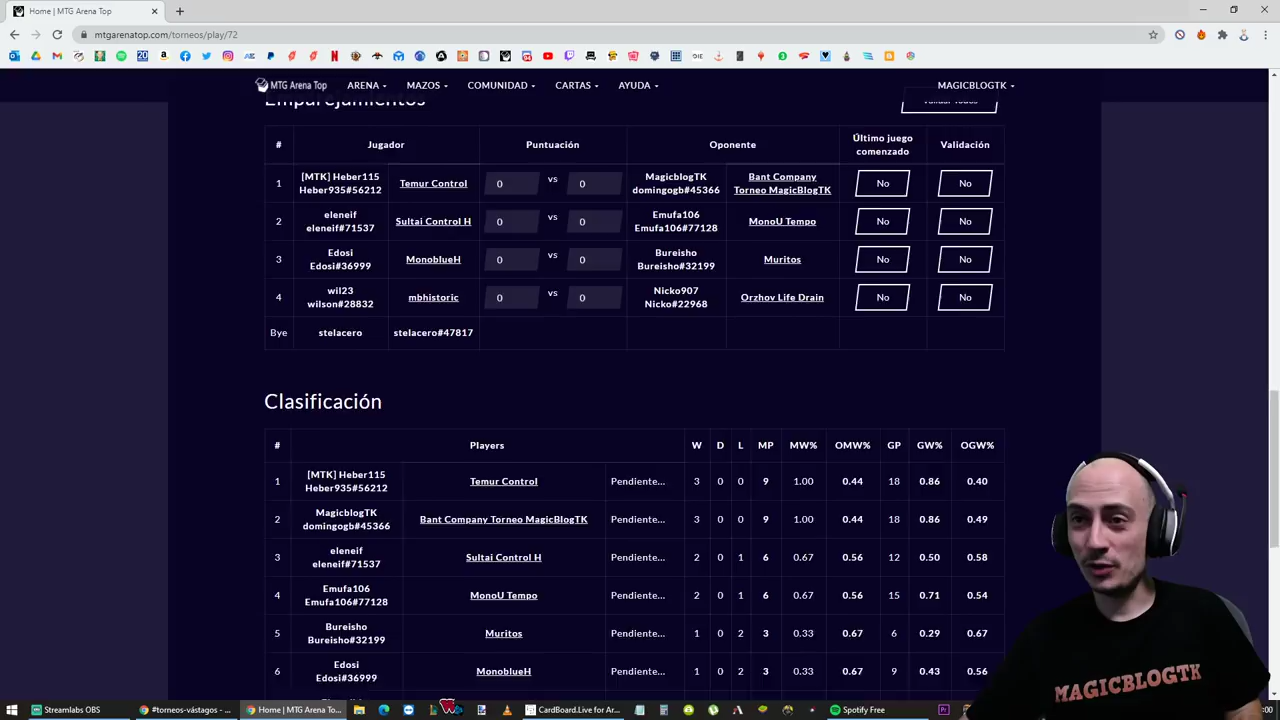 Home | MTG Arena Top
mtgarenatop.com/torneos/play/72
MTG Arena Top ARENA MAZOS COMUNIDAD CARTAS AYUDA MAGICBLOGTK
Emparejamientos
Validar Todos
# Jugador Puntuación Oponente Último juego comenzado Validación
1 [MTK] Heber115 Heber935#56212 Temur Control 0 vs 0 MagicblogTK domingogb#45366 Bant Company Torneo MagicBlogTK No No
2 eleneif eleneif#71537 Sultai Control H 0 vs 0 Emufa106 Emufa106#77128 MonoU Tempo No No
3 Edosi Edosi#36999 MonoblueH 0 vs 0 Bureisho Bureisho#32199 Muritos No No
4 wil23 wilson#28832 mbhistoric 0 vs 0 Nicko907 Nicko#22968 Orzhov Life Drain No No
Bye stelacero stelacero#47817
Clasificación
# Players W D L MP MW% OMW% GP GW% OGW%
1 [MTK] Heber115 Heber935#56212 Temur Control Pendiente... 3 0 0 9 1.00 0.44 18 0.86 0.40
2 MagicblogTK domingogb#45366 Bant Company Torneo MagicBlogTK Pendiente... 3 0 0 9 1.00 0.44 18 0.86 0.49
3 eleneif eleneif#71537 Sultai Control H Pendiente... 2 0 1 6 0.67 0.56 12 0.50 0.58
4 Emufa106 Emufa106#77128 MonoU Tempo Pendiente... 2 0 1 6 0.67 0.56 15 0.71 0.54
5 Bureisho Bureisho#32199 Muritos Pendiente... 1 0 2 3 0.33 0.67 6 0.29 0.67
6 Edosi Edosi#36999 MonoblueH Pendiente... 1 0 2 3 0.33 0.67 9 0.43 0.56
MAGICBLOGTK
Streamlabs OBS #torneos-vástagos - ... Home | MTG Arena To... CardBoard.Live for Ar... Spotify Free